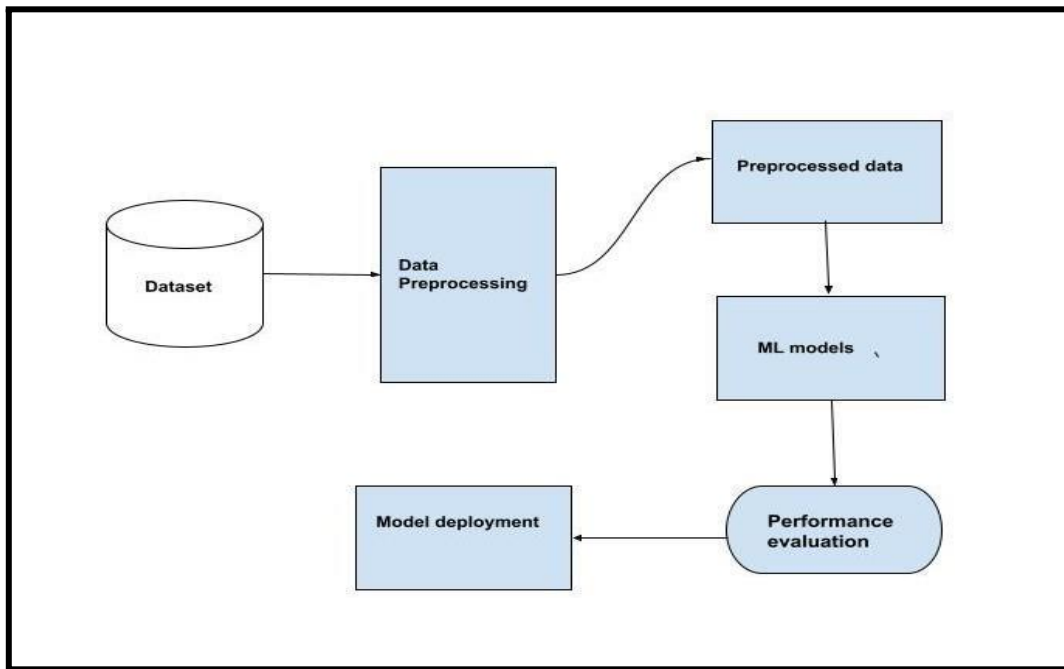 Dataset
Data
Preprocessing
Preprocessed data
ML models
Performance
evaluation
Model deployment